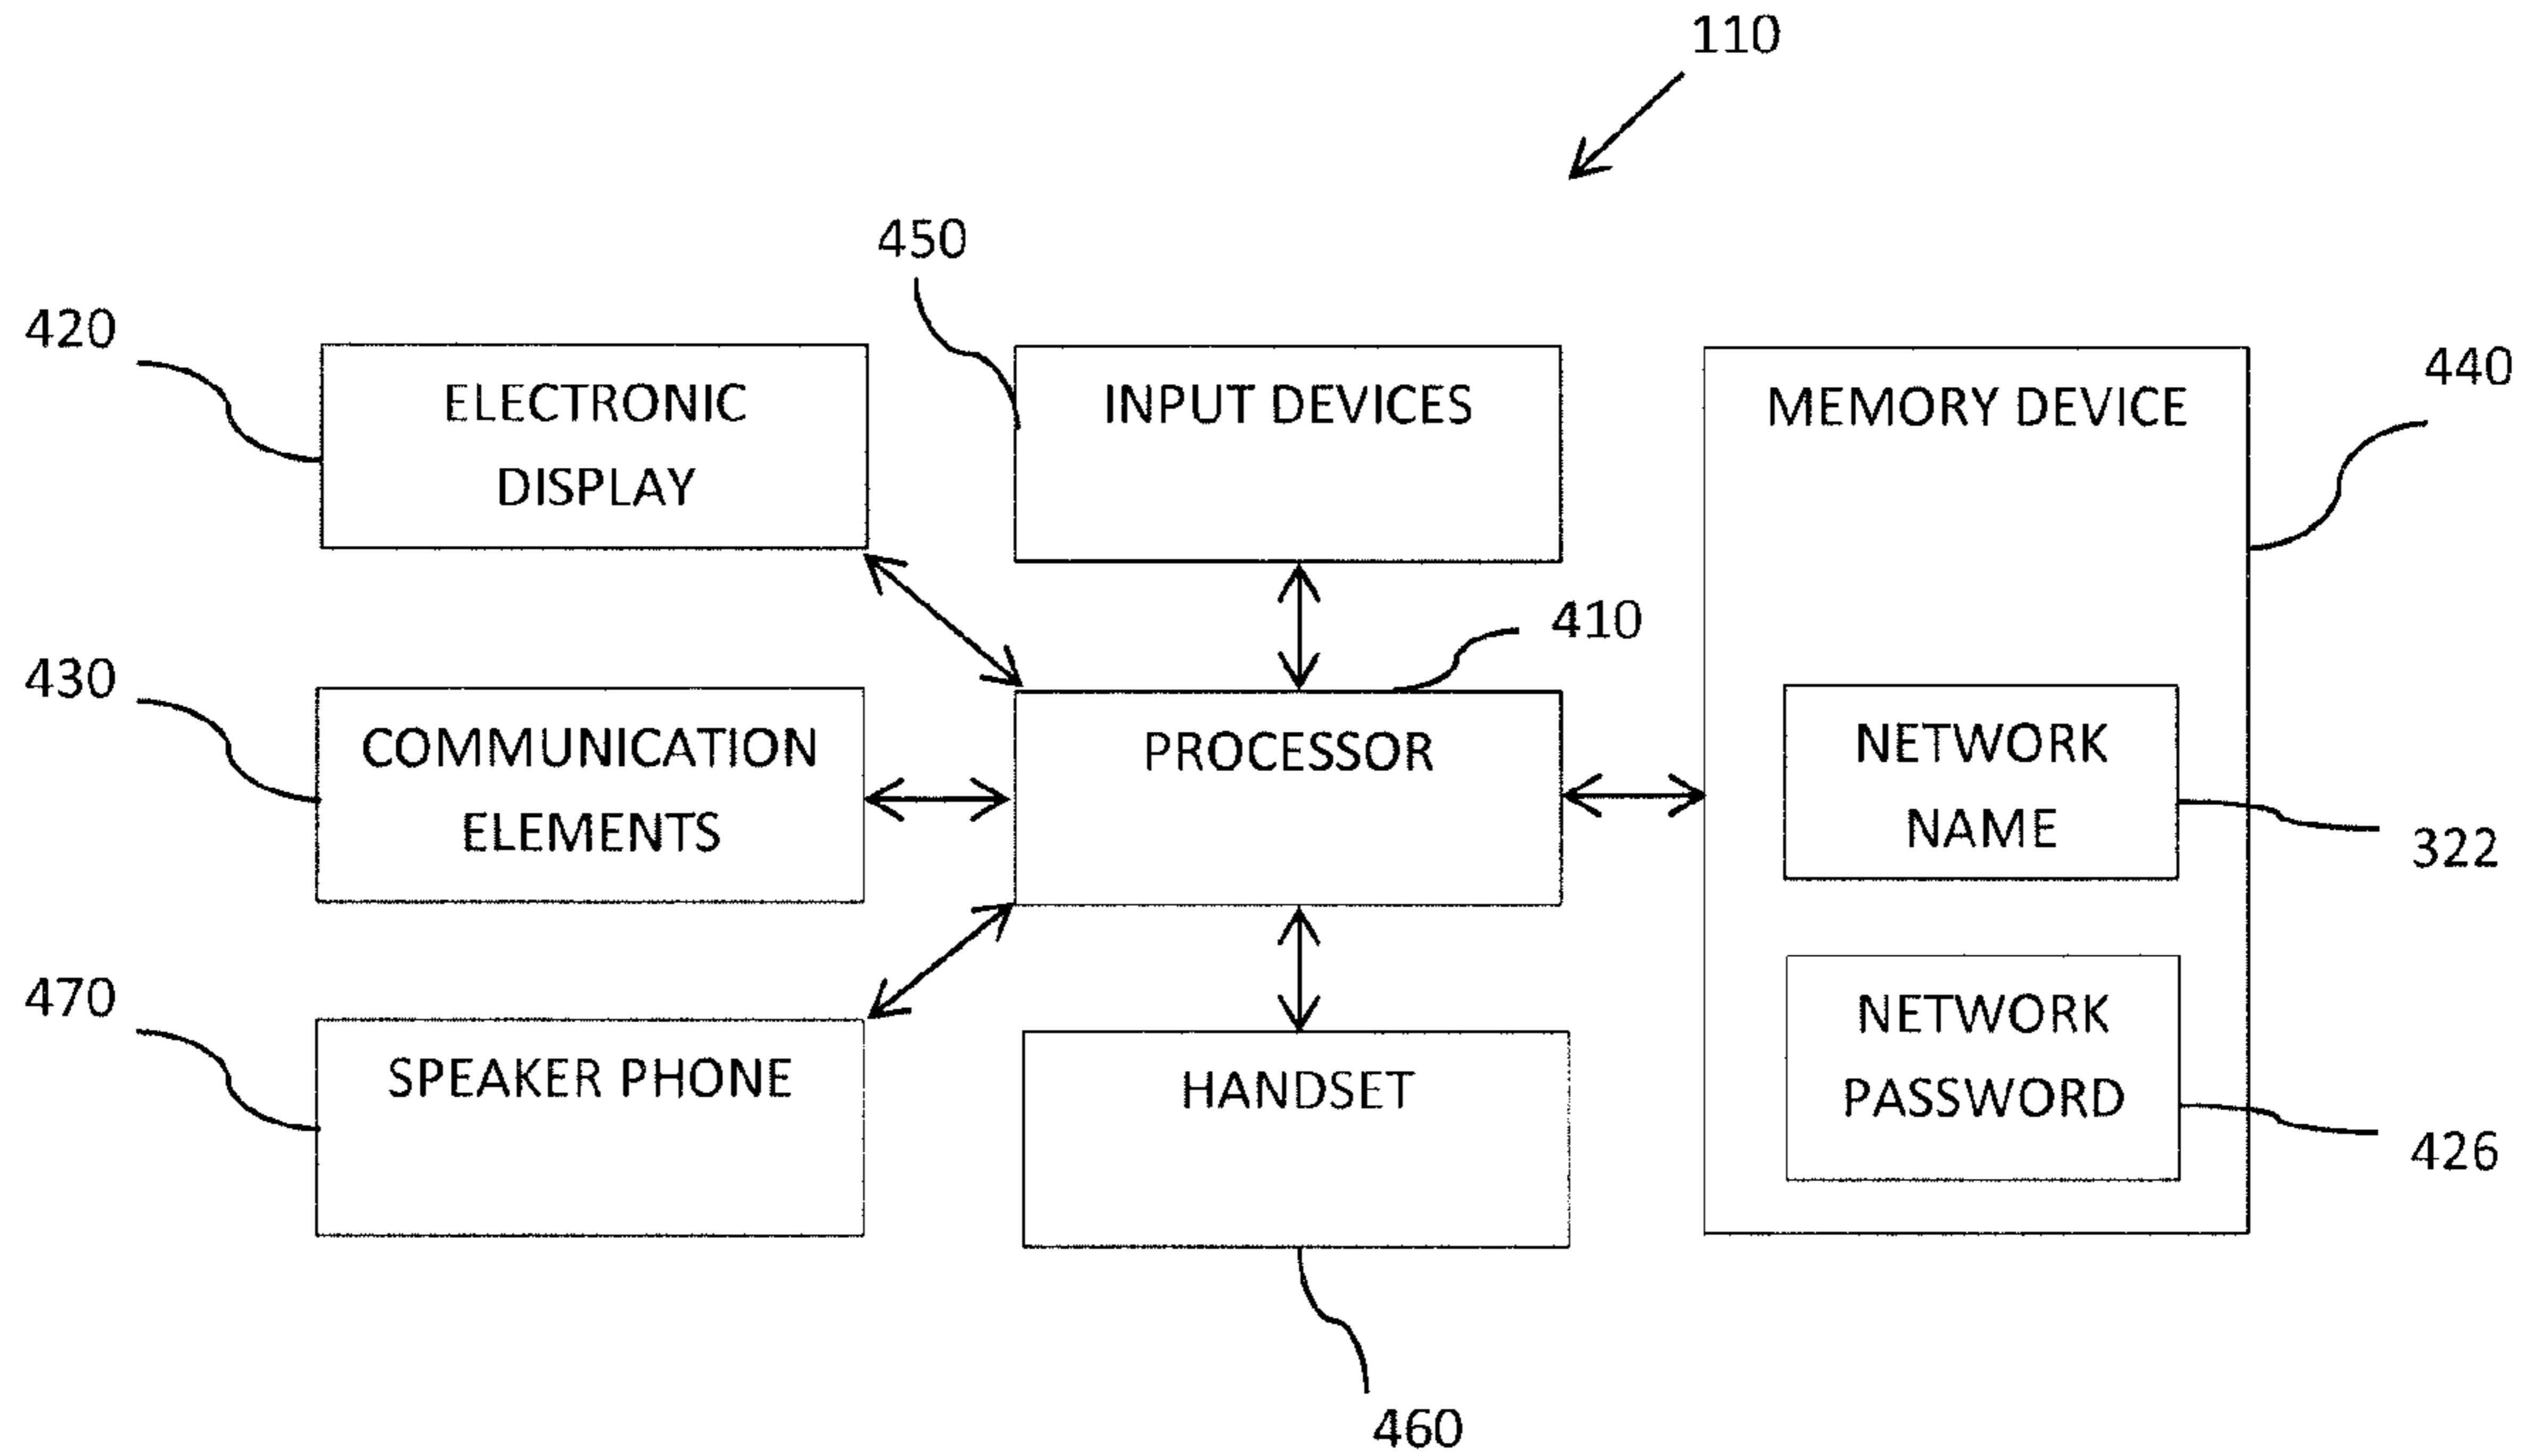 110
450
420
ELECTRONIC
DISPLAY
INPUT DEVICES
MEMORY DEVICE
440
410
430
COMMUNICATION
ELEMENTS
PROCESSOR
NETWORK
NAME
322
470
SPEAKER PHONE
HANDSET
NETWORK
PASSWORD
426
460